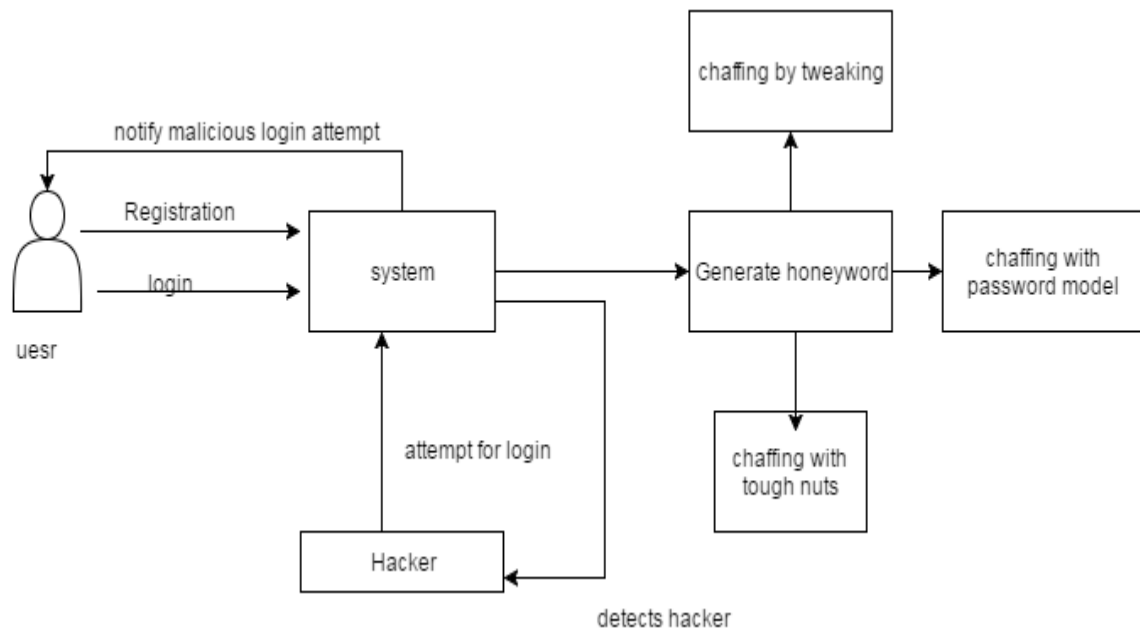 chaffing by tweaking
notify malicious login attempt
Registration
login
uesr
system
Generate honeyword
chaffing with
password model
attempt for login
chaffing with
tough nuts
Hacker
detects hacker